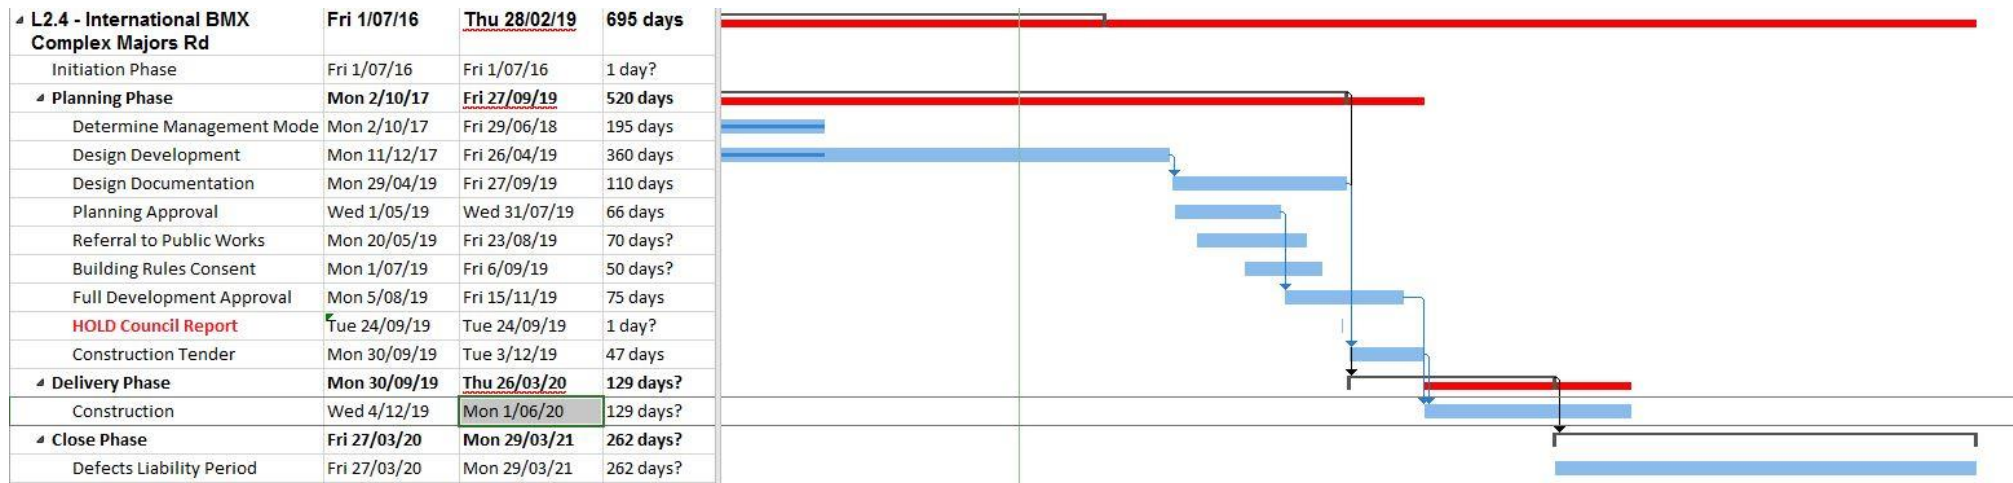 L2.4 - International BMX Fri 1/07/16 Thu 28/02/19 695 days
Complex Majors Rd
Initiation Phase Fri 1/07/16 Fri 1/07/16 1 day?
Planning Phase Mon 2/10/17 Fri 27/09/19 520 days
Determine Management Mode Mon 2/10/17 Fri 29/06/18 195 days
Design Development Mon 11/12/17 Fri 26/04/19 360 days
Design Documentation Mon 29/04/19 Fri 27/09/19 110 days
Planning Approval Wed 1/05/19 Wed 31/07/19 66 days
Referral to Public Works Mon 20/05/19 Fri 23/08/19 70 days?
Building Rules Consent Mon 1/07/19 Fri 6/09/19 50 days?
Full Development Approval Mon 5/08/19 Fri 15/11/19 75 days
HOLD Council Report Tue 24/09/19 Tue 24/09/19 1 day?
Construction Tender Mon 30/09/19 Tue 3/12/19 47 days
Delivery Phase Mon 30/09/19 Thu 26/03/20 129 days?
Construction Wed 4/12/19 Mon 1/06/20 129 days?
Close Phase Fri 27/03/20 Mon 29/03/21 262 days?
Defects Liability Period Fri 27/03/20 Mon 29/03/21 262 days?